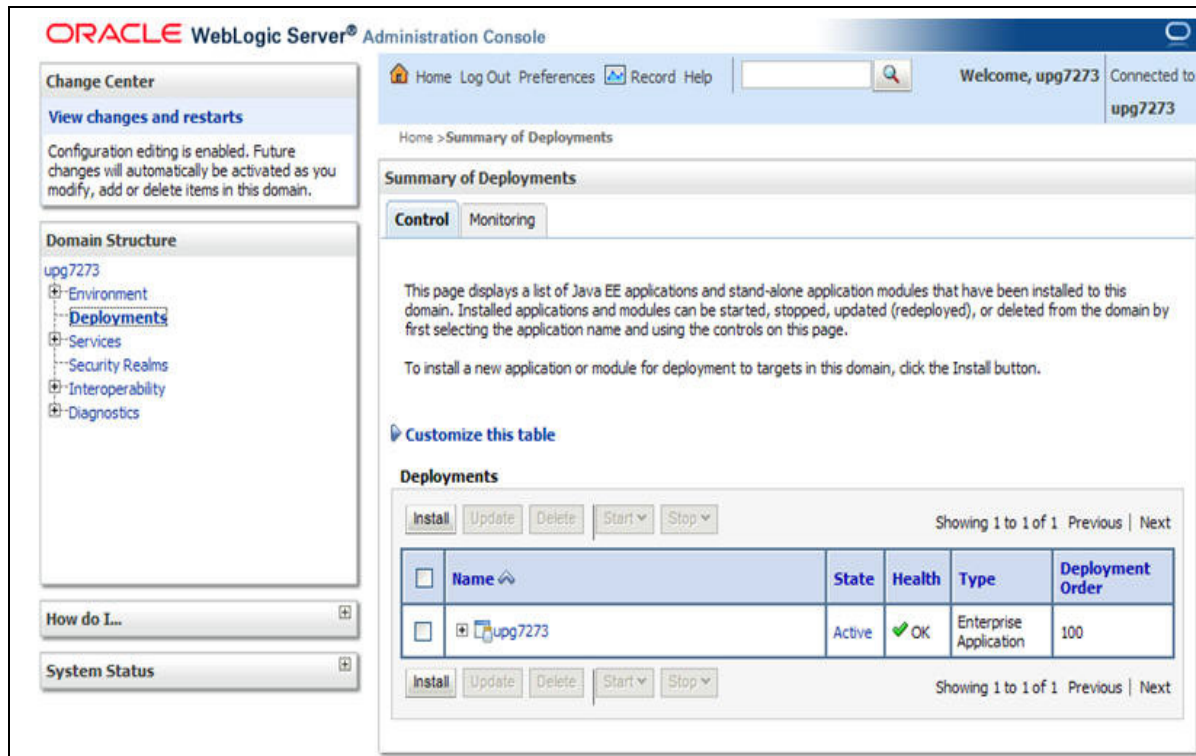 ORACLE WebLogic Server® Administration Console
Change Center
View changes and restarts
Configuration editing is enabled. Future
changes will automatically be activated as you
modify, add or delete items in this domain.
Domain Structure
upg7273
Environment
Deployments
Services
Security Realms
Interoperability
Diagnostics
How do I...
System Status
Home Log Out Preferences Record Help
Welcome, upg7273
Connected to
upg7273
Home >Summary of Deployments
Summary of Deployments
Control Monitoring
This page displays a list of Java EE applications and stand-alone application modules that have been installed to this
domain. Installed applications and modules can be started, stopped, updated (redeployed), or deleted from the domain by
first selecting the application name and using the controls on this page.
To install a new application or module for deployment to targets in this domain, click the Install button.
Customize this table
Deployments
Install Update Delete Start Stop Showing 1 to 1 of 1 Previous | Next
Name State Health Type Deployment
Order
upg7273 Active OK Enterprise
Application 100
Install Update Delete Start Stop Showing 1 to 1 of 1 Previous | Next